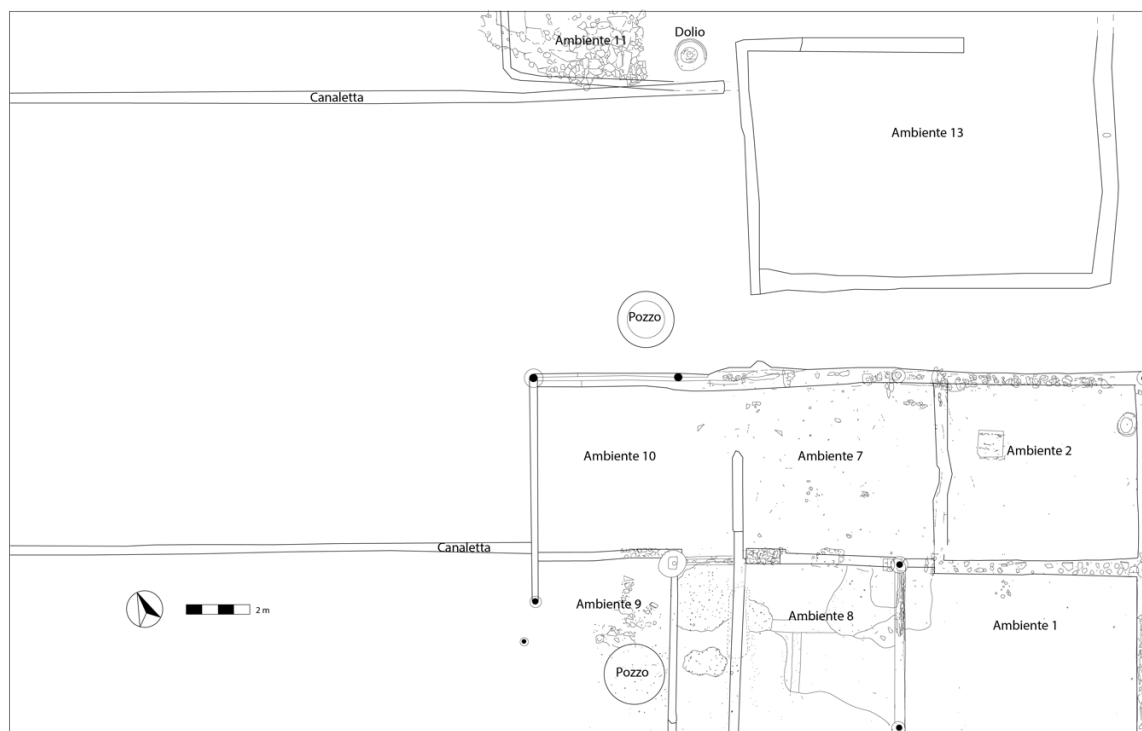 Ambiente 11
Dolio
Canaletta
Ambiente 13
Pozzo
Ambiente 10
Ambiente 7
Ambiente 2
Canaletta
Ambiente 9
2 m
Ambiente 8
Ambiente 1
Pozzo